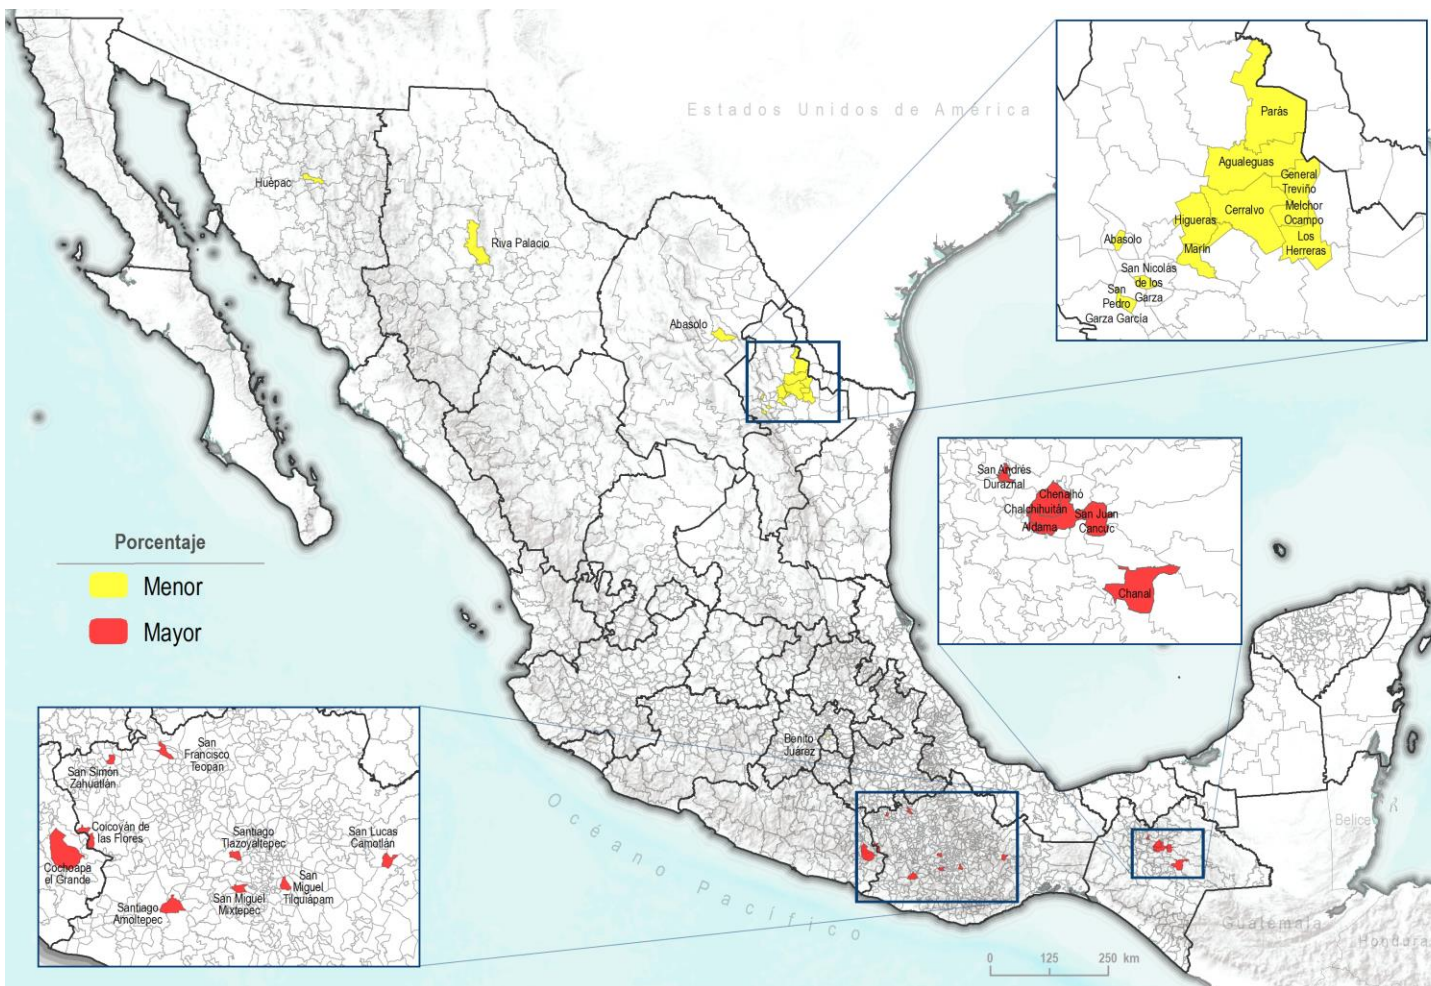 Estados Unidos de América
Parás
Agualeguas
General
Treviño
Melchor
Ocampo
Cerralvo
Higueras
Los
Herreras
Marín
Abasolo
San Nicolás
de los
Garza
San
Pedro
Garza García
Huépac
Riva Palacio
Abasolo
San Andrés
Duraznal
Chenalhó
Chalchihuitán
San Juan
Cancuc
Aldama
Chanal
Porcentaje
Menor
Mayor
Benito
Juárez
San
Francisco
Teopan
San Simón
Zahuatlán
Coicoyán de
las Flores
Santiago
Tlazoyaltepec
San Lucas
Camotlán
Cochoapa
el Grande
San
Miguel
Tilquiápam
San Miguel
Mixtepec
Santiago
Amoltepec
Océano Pacífico
Belice
Guatemala
Hondura
0 125 250 km